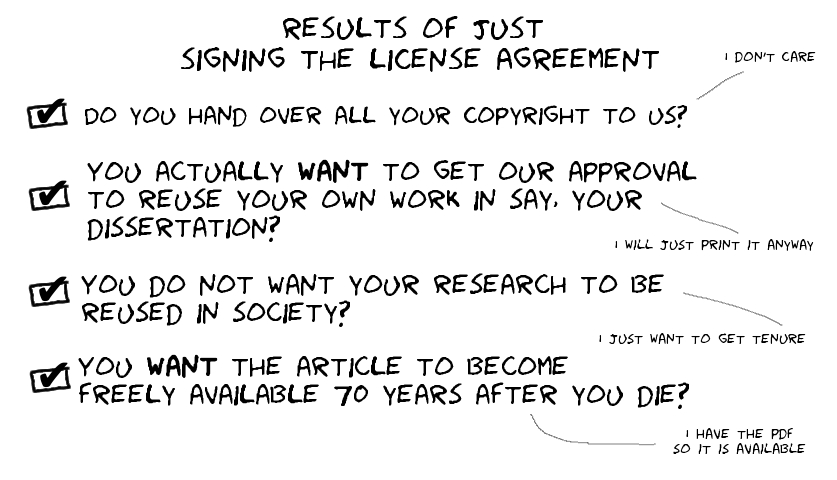 RESULTS OF JUST
SIGNING THE LICENSE AGREEMENT
I DON'T CARE
DO YOU HAND OVER ALL YOUR COPYRIGHT TO US?
YOU ACTUALLY WANT TO GET OUR APPROVAL
TO REUSE YOUR OWN WORK IN SAY, YOUR
DISSERTATION?
I WILL JUST PRINT IT ANYWAY
YOU DO NOT WANT YOUR RESEARCH TO BE
REUSED IN SOCIETY?
I JUST WANT TO GET TENURE
YOU WANT THE ARTICLE TO BECOME
FREELY AVAILABLE 70 YEARS AFTER YOU DIE?
I HAVE THE PDF
SO IT IS AVAILABLE